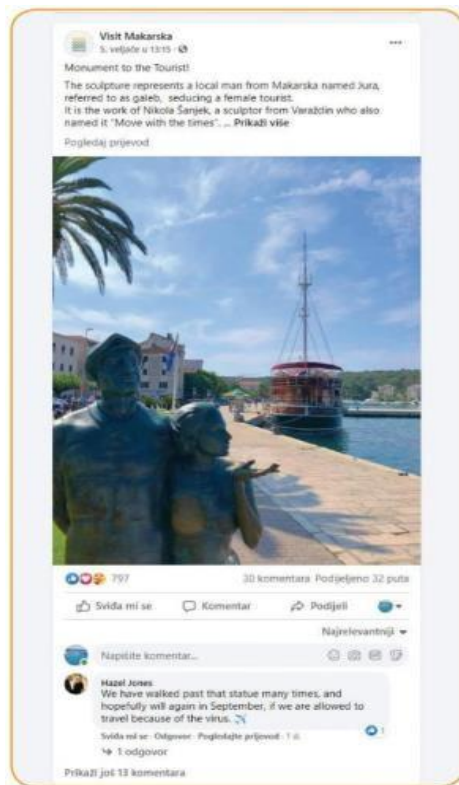 Visit Makarska
5. veljače u 13:15 ·
Monument to the Tourist!
The sculpture represents a local man from Makarska named Jura,
referred to as galeb, seducing a female tourist.
It is the work of Nikola Šanjek, a sculptor from Varaždin who also
named it "Move with the times". ... Prikaži više
Pogledaj prijevod
797
30 komentara Podijeljeno 32 puta
Sviđa mi se
Komentar
Podijeli
Najrelevantniji
Napišite komentar...
Hazel Jones
We have walked past that statue many times, and
hopefully will again in September, if we are allowed to
travel because of the virus.
Sviđa mi se · Odgovor · Pogledajte prijevod ·
1
1 odgovor
Prikaži još 13 komentara